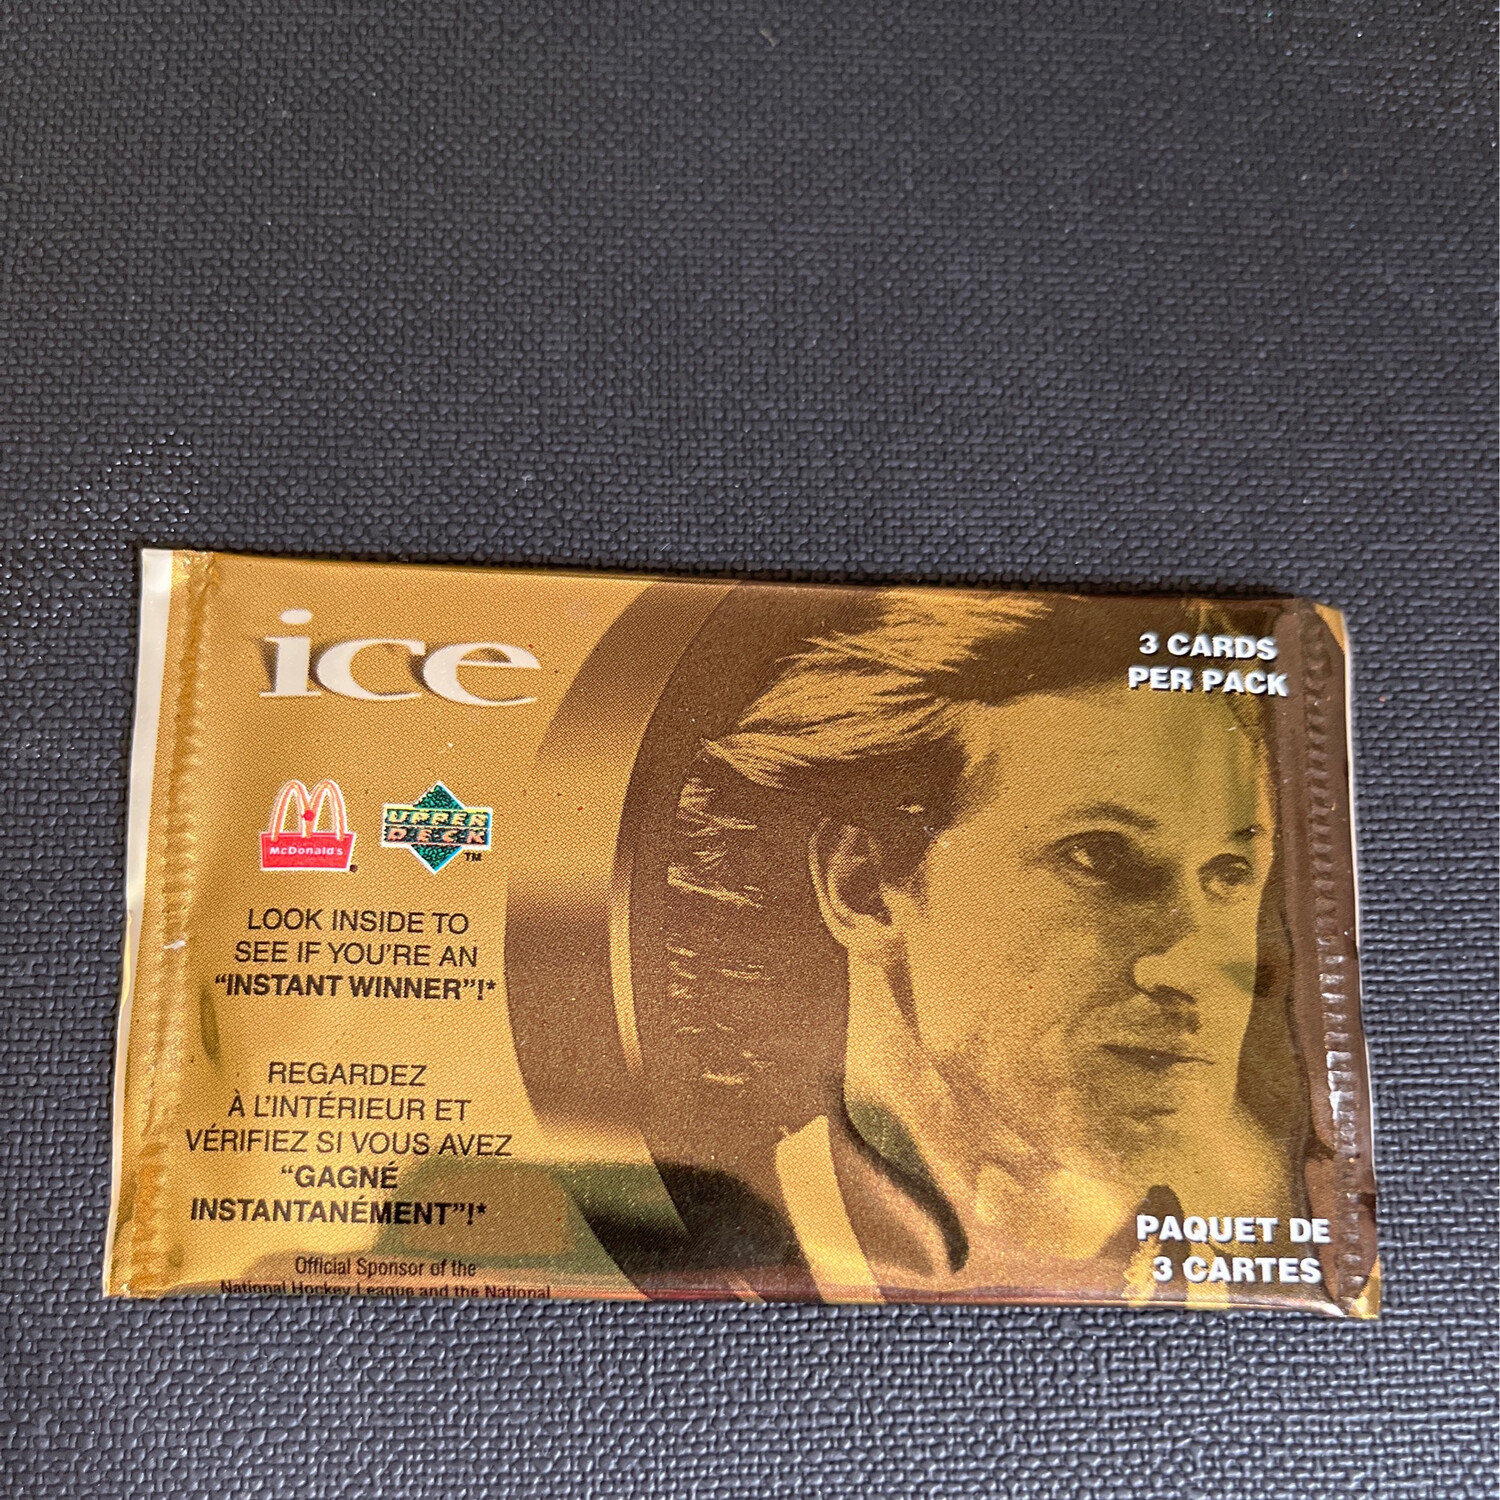 ice
3 CARDS
PER PACK
McDonald's ®
UPPER
DECK TM
LOOK INSIDE TO
SEE IF YOU'RE AN
“INSTANT WINNER”!*
REGARDEZ
À L'INTÉRIEUR ET
VÉRIFIEZ SI VOUS AVEZ
“GAGNÉ
INSTANTANÉMENT”!*
Official Sponsor of the
National Hockey League and the National
PAQUET DE
3 CARTES